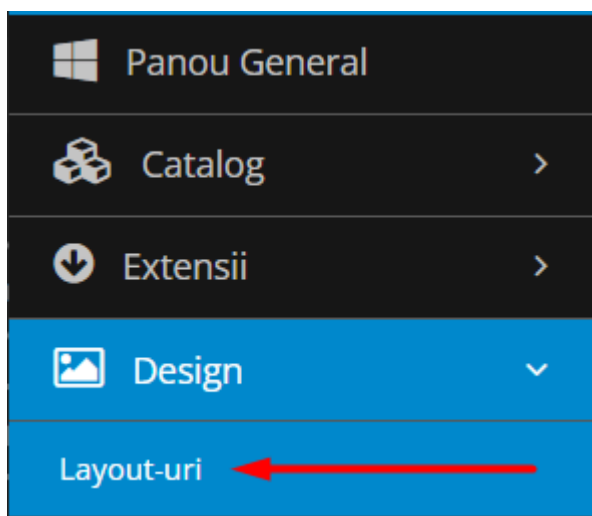 Panou General
Catalog
Extensii
Design
Layout-uri